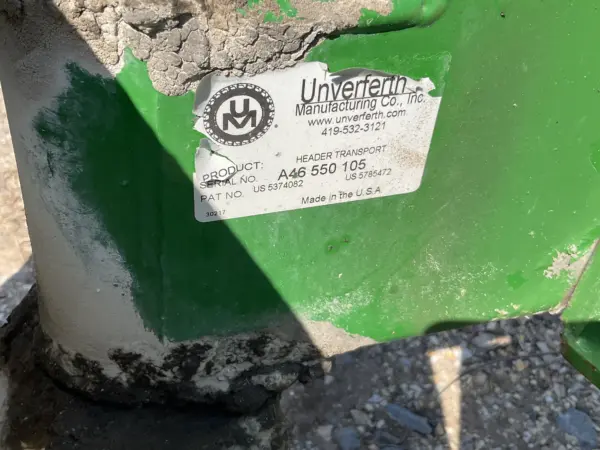 UM
Unverferth
Manufacturing Co., Inc.
www.unverferth.com
419-532-3121
PRODUCT: HEADER TRANSPORT
SERIAL NO. A46 550 105
PAT NO. US 5374082 US 5785472
30217 Made in the U.S.A.